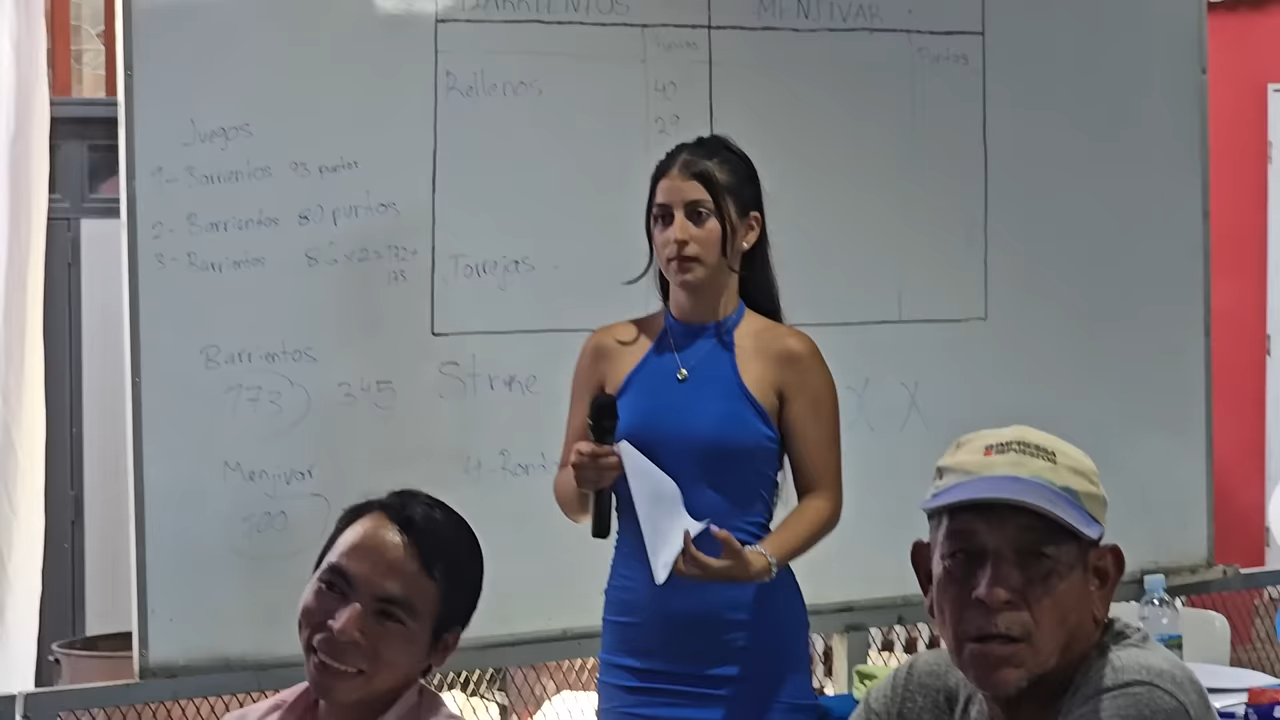 BARRIENTOS
MENJIVAR
Puntos
Puntos
Rellenos
40
29
Torrejas
Juegos
1- Barrientos 93 puntos
2- Barrientos 80 puntos
3- Barrientos
Barrientos
173 345
Menjivar
100
X X